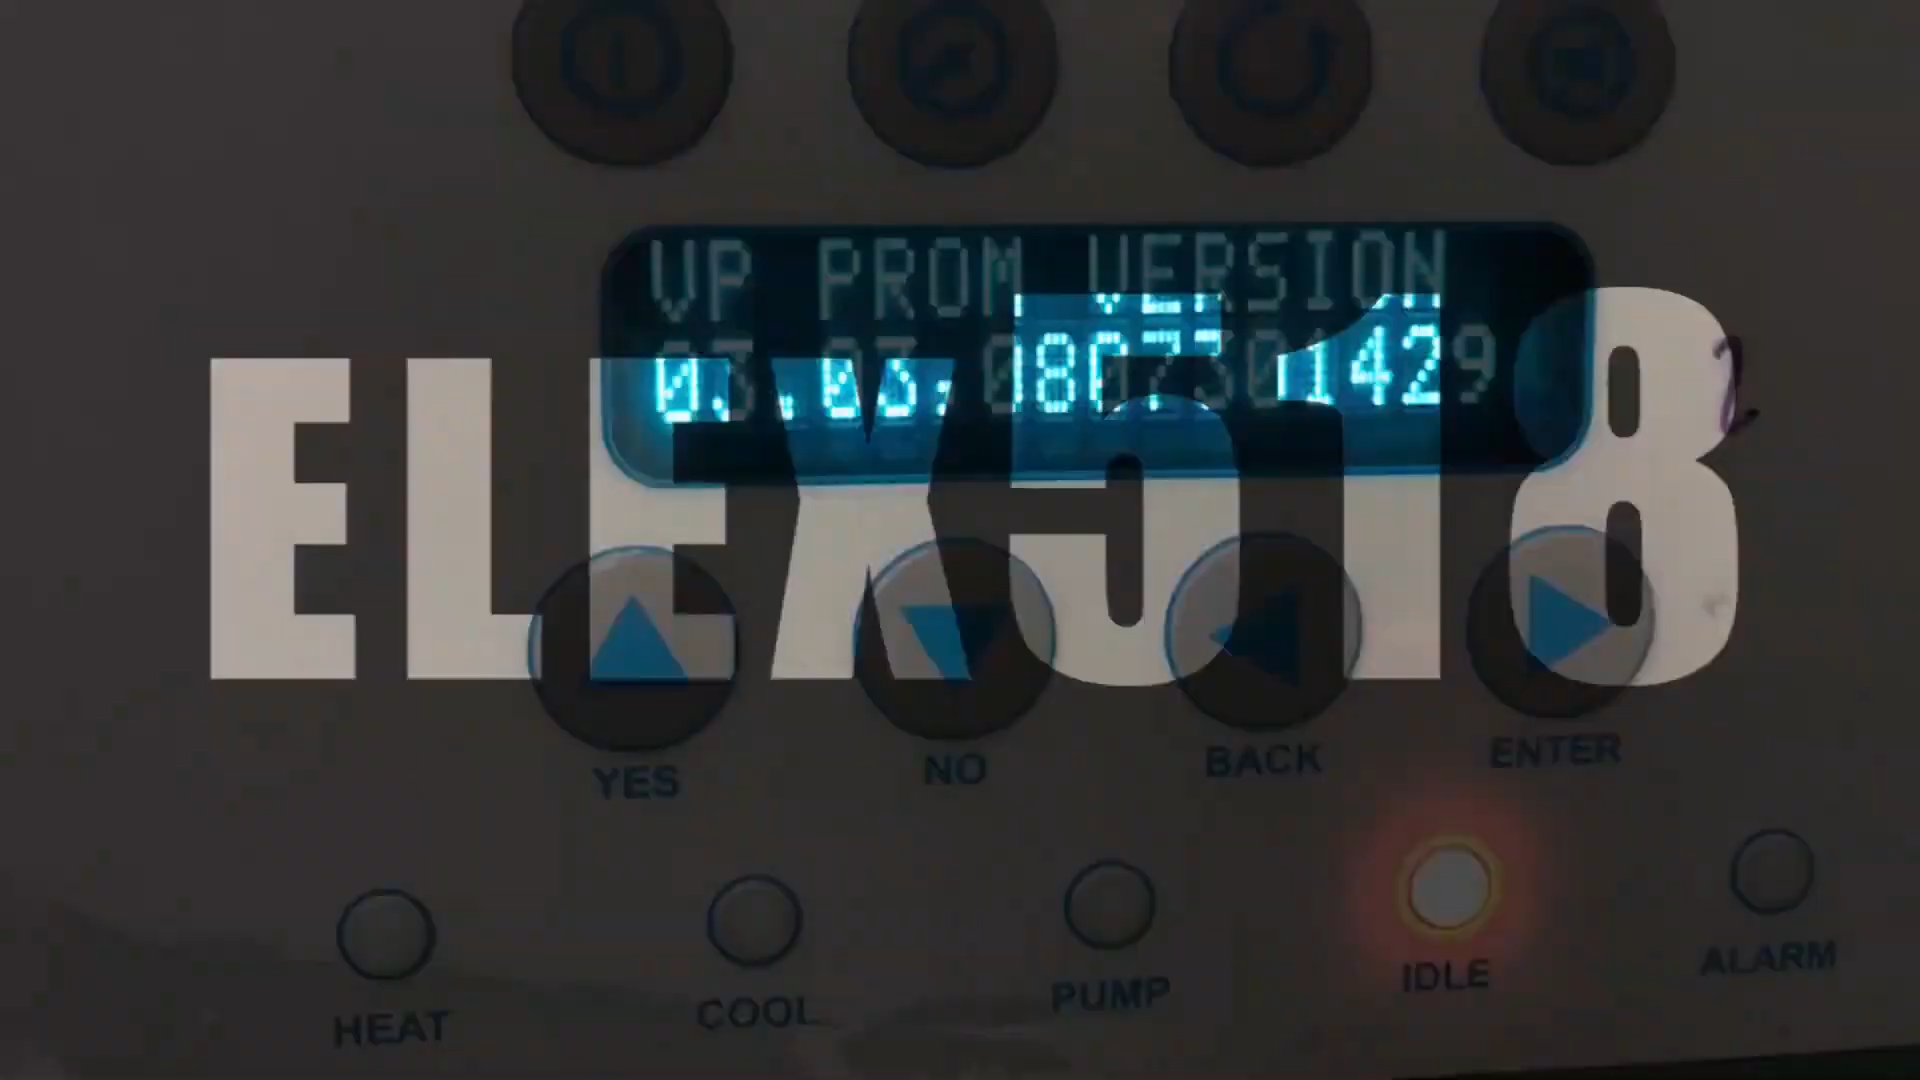 VP PROM VERSION
ELEX518
YES NO BACK ENTER
HEAT COOL PUMP IDLE ALARM